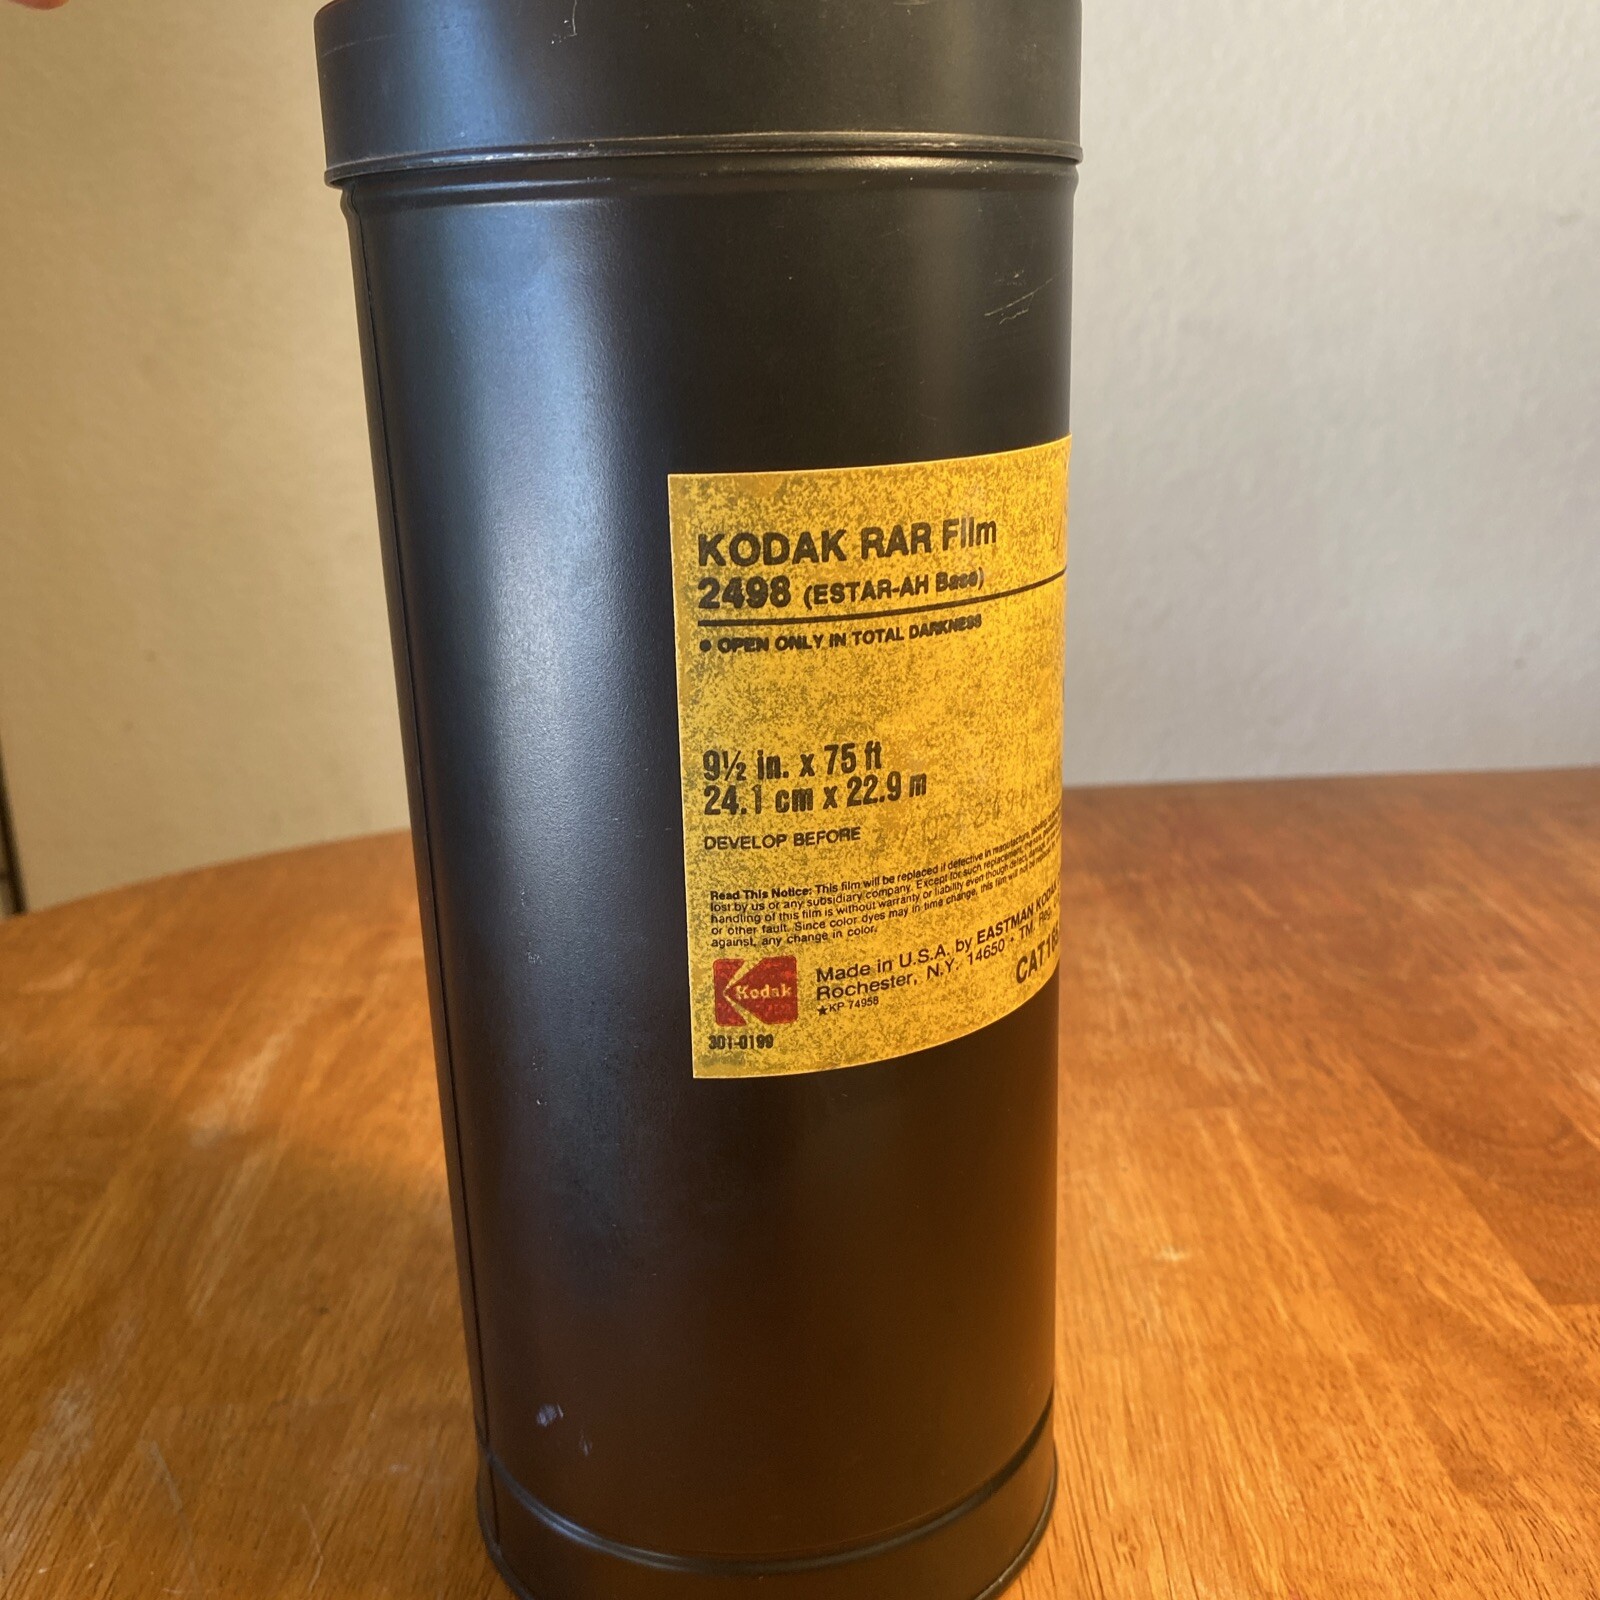 KODAK RAR Film
2498 (ESTAR-AH Base)
• OPEN ONLY IN TOTAL DARKNESS
9½ in. x 75 ft
24.1 cm x 22.9 m
DEVELOP BEFORE
Read This Notice: This film will be replaced if defective in manufacture,
lost by us or any subsidiary company. Except for such replacement, the
handling of this film is without warranty or liability even though defect,
or other fault. Since color dyes may in time change, this film will not
against, any change in color.
Kodak
Made in U.S.A. by EASTMAN KODAK
Rochester, N.Y. 14650 • TM. Reg.
★KP 74958
301-0199